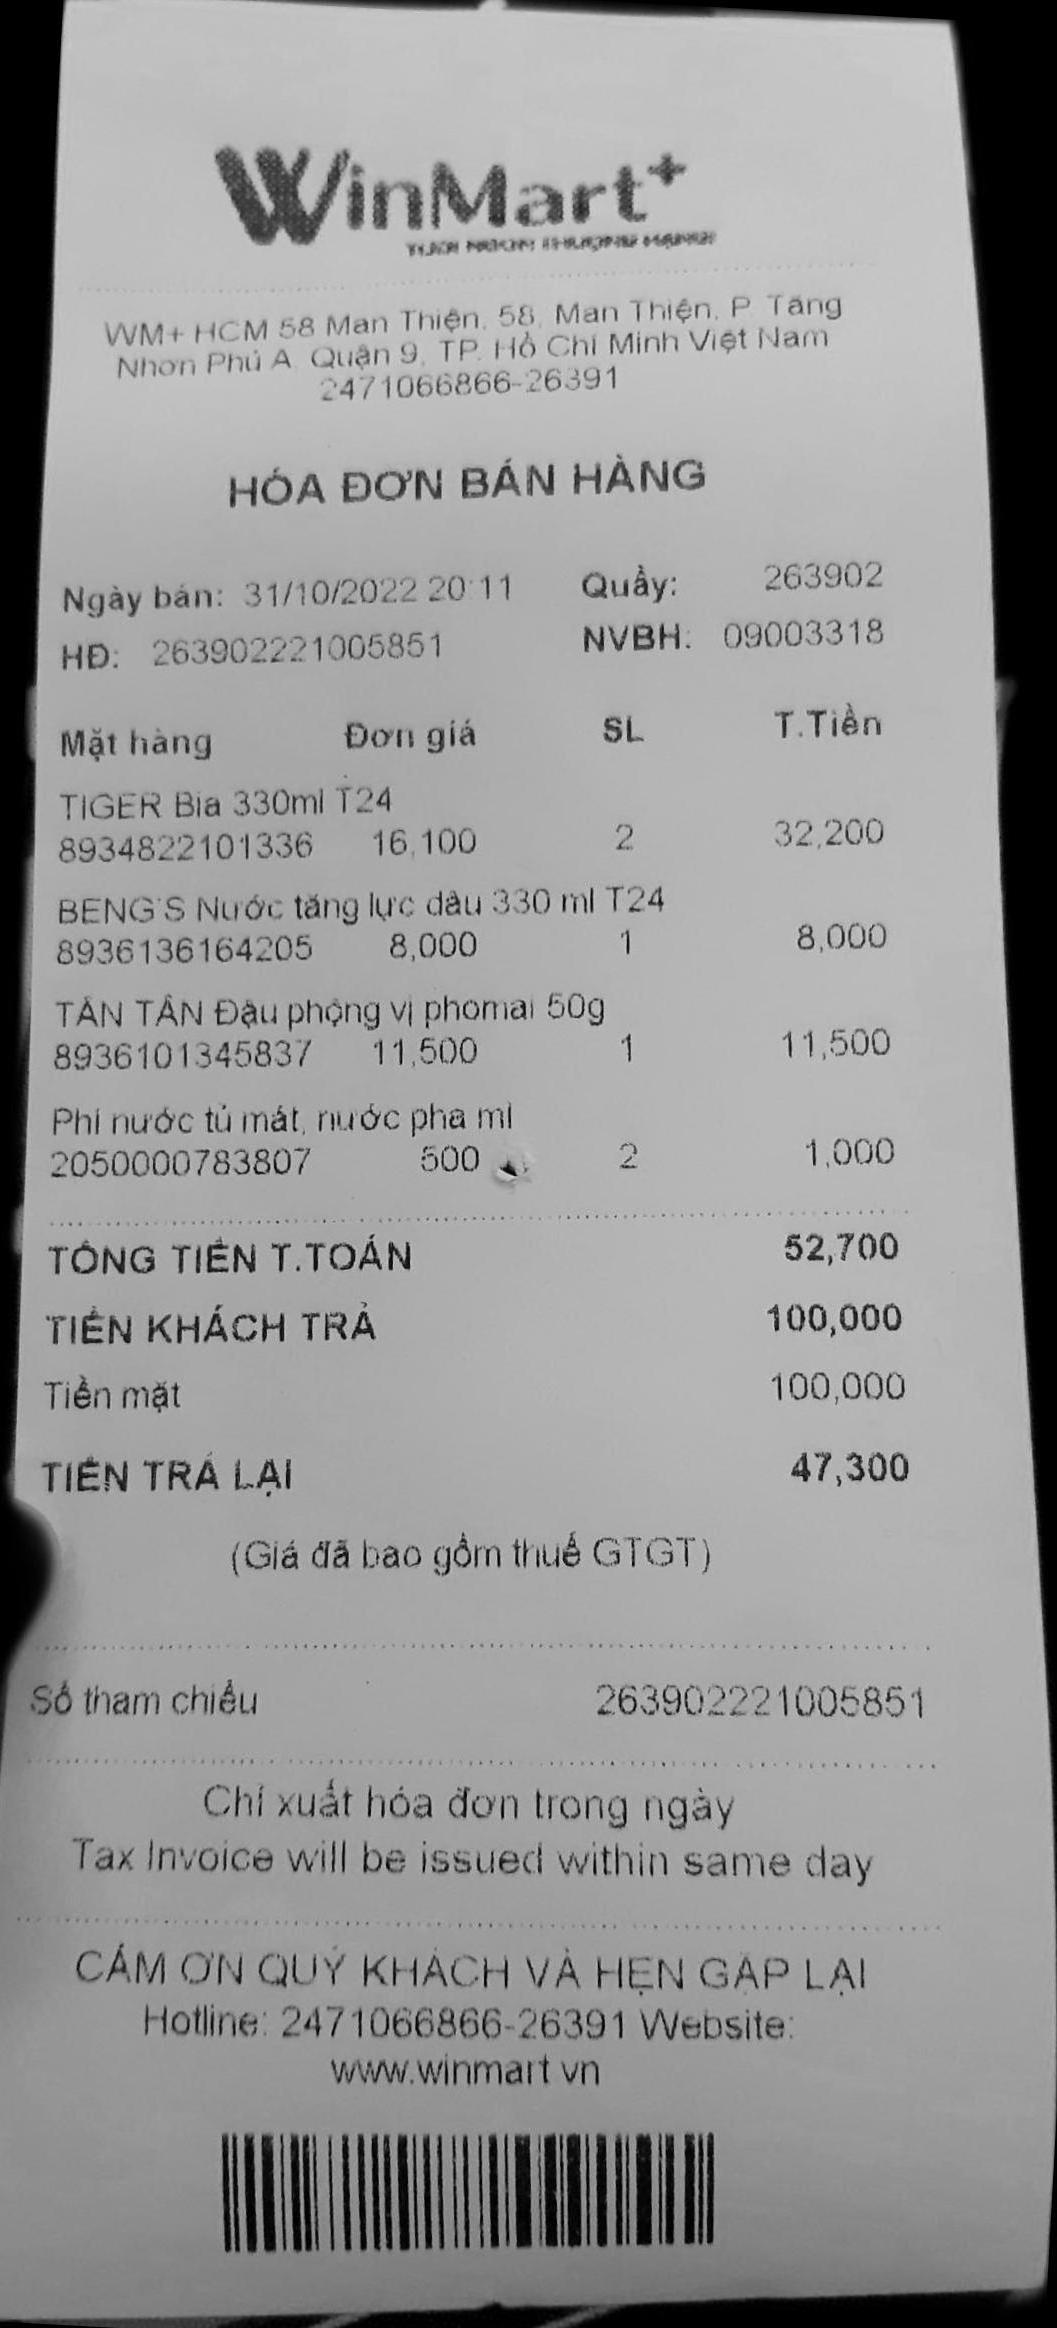 WinMart+
WM+ HCM 58 Man Thiện, 58, Man Thiện, P. Tăng
Nhơn Phú A, Quận 9, TP. Hồ Chí Minh Việt Nam
2471066866-26391
HÓA ĐƠN BÁN HÀNG
Ngày bán: 31/10/2022 20:11 Quầy: 263902
HĐ: 263902221005851 NVBH: 09003318
Mặt hàng Đơn giá SL T.Tiền
TIGER Bia 330ml T24
8934822101336 16,100 2 32,200
BENG'S Nước tăng lực dâu 330 ml T24
8936136164205 8,000 1 8,000
TÂN TÂN Đậu phộng vị phomai 50g
8936101345837 11,500 1 11,500
Phí nước tủ mát, nước pha mì
2050000783807 500 2 1,000
TỔNG TIỀN T.TOÁN 52,700
TIỀN KHÁCH TRẢ 100,000
Tiền mặt 100,000
TIỀN TRẢ LẠI 47,300
(Giá đã bao gồm thuế GTGT)
Số tham chiếu 263902221005851
Chỉ xuất hóa đơn trong ngày
Tax Invoice will be issued within same day
CẢM ƠN QUÝ KHÁCH VÀ HẸN GẶP LẠI
Hotline: 2471066866-26391 Website:
www.winmart.vn